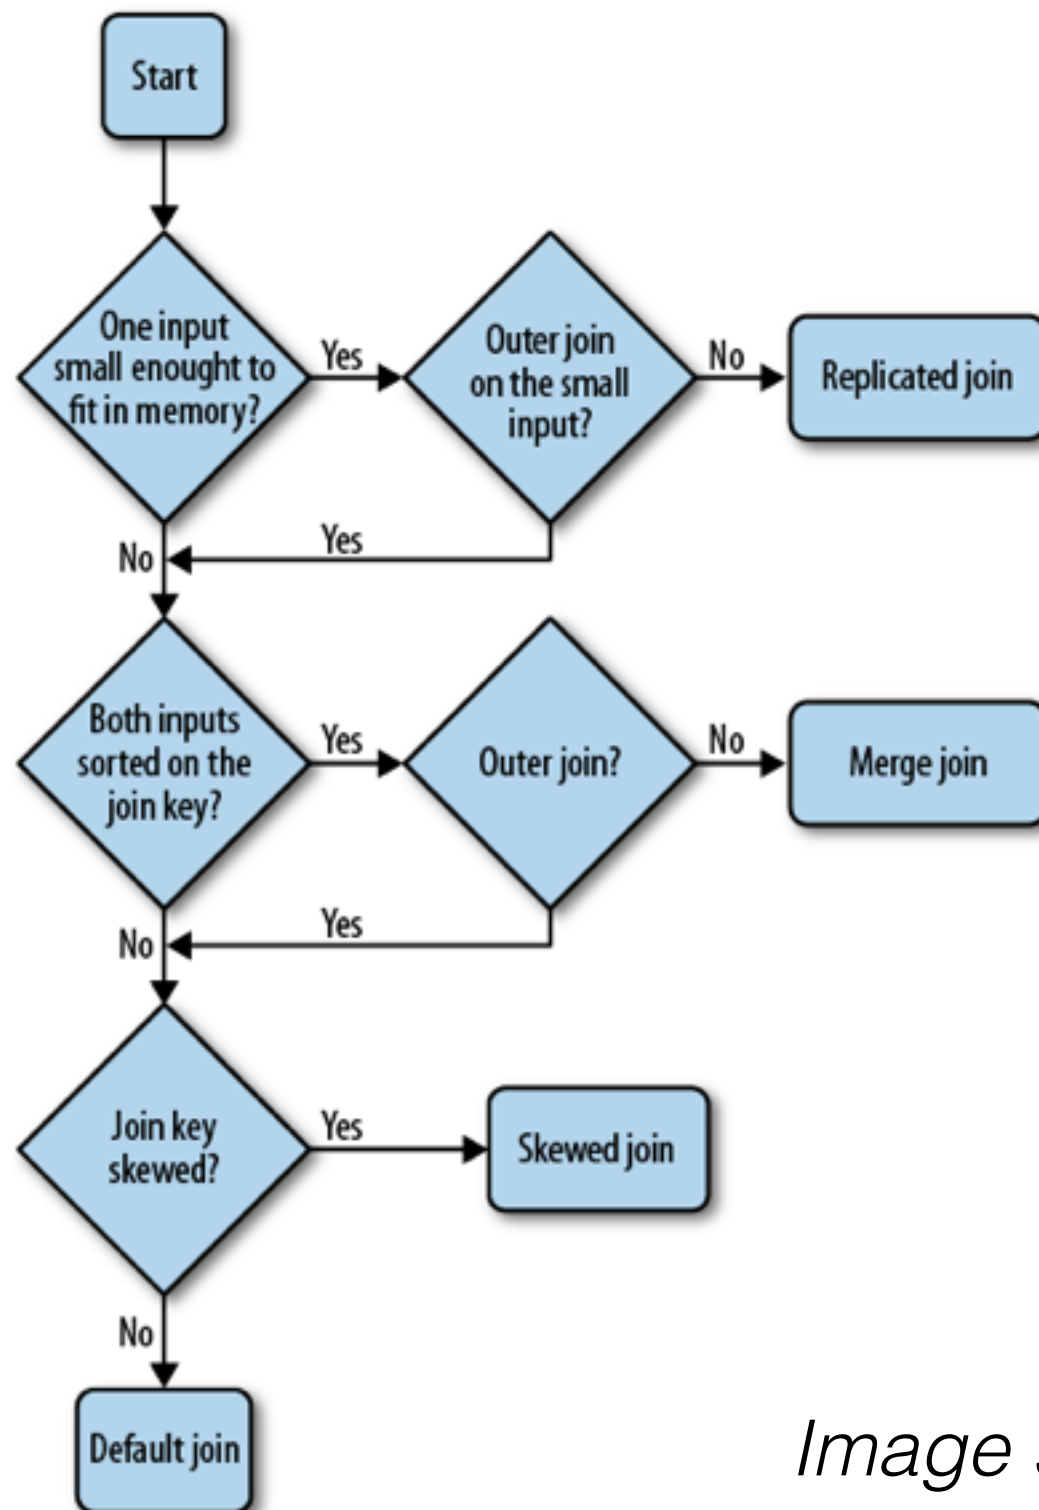 Start
One input
small enought to
fit in memory?
Yes
Outer join
on the small
input?
No
Replicated join
No
Yes
Both inputs
sorted on the
join key?
Yes
Outer join?
No
Merge join
No
Yes
Join key
skewed?
Yes
Skewed join
No
Default join
Image